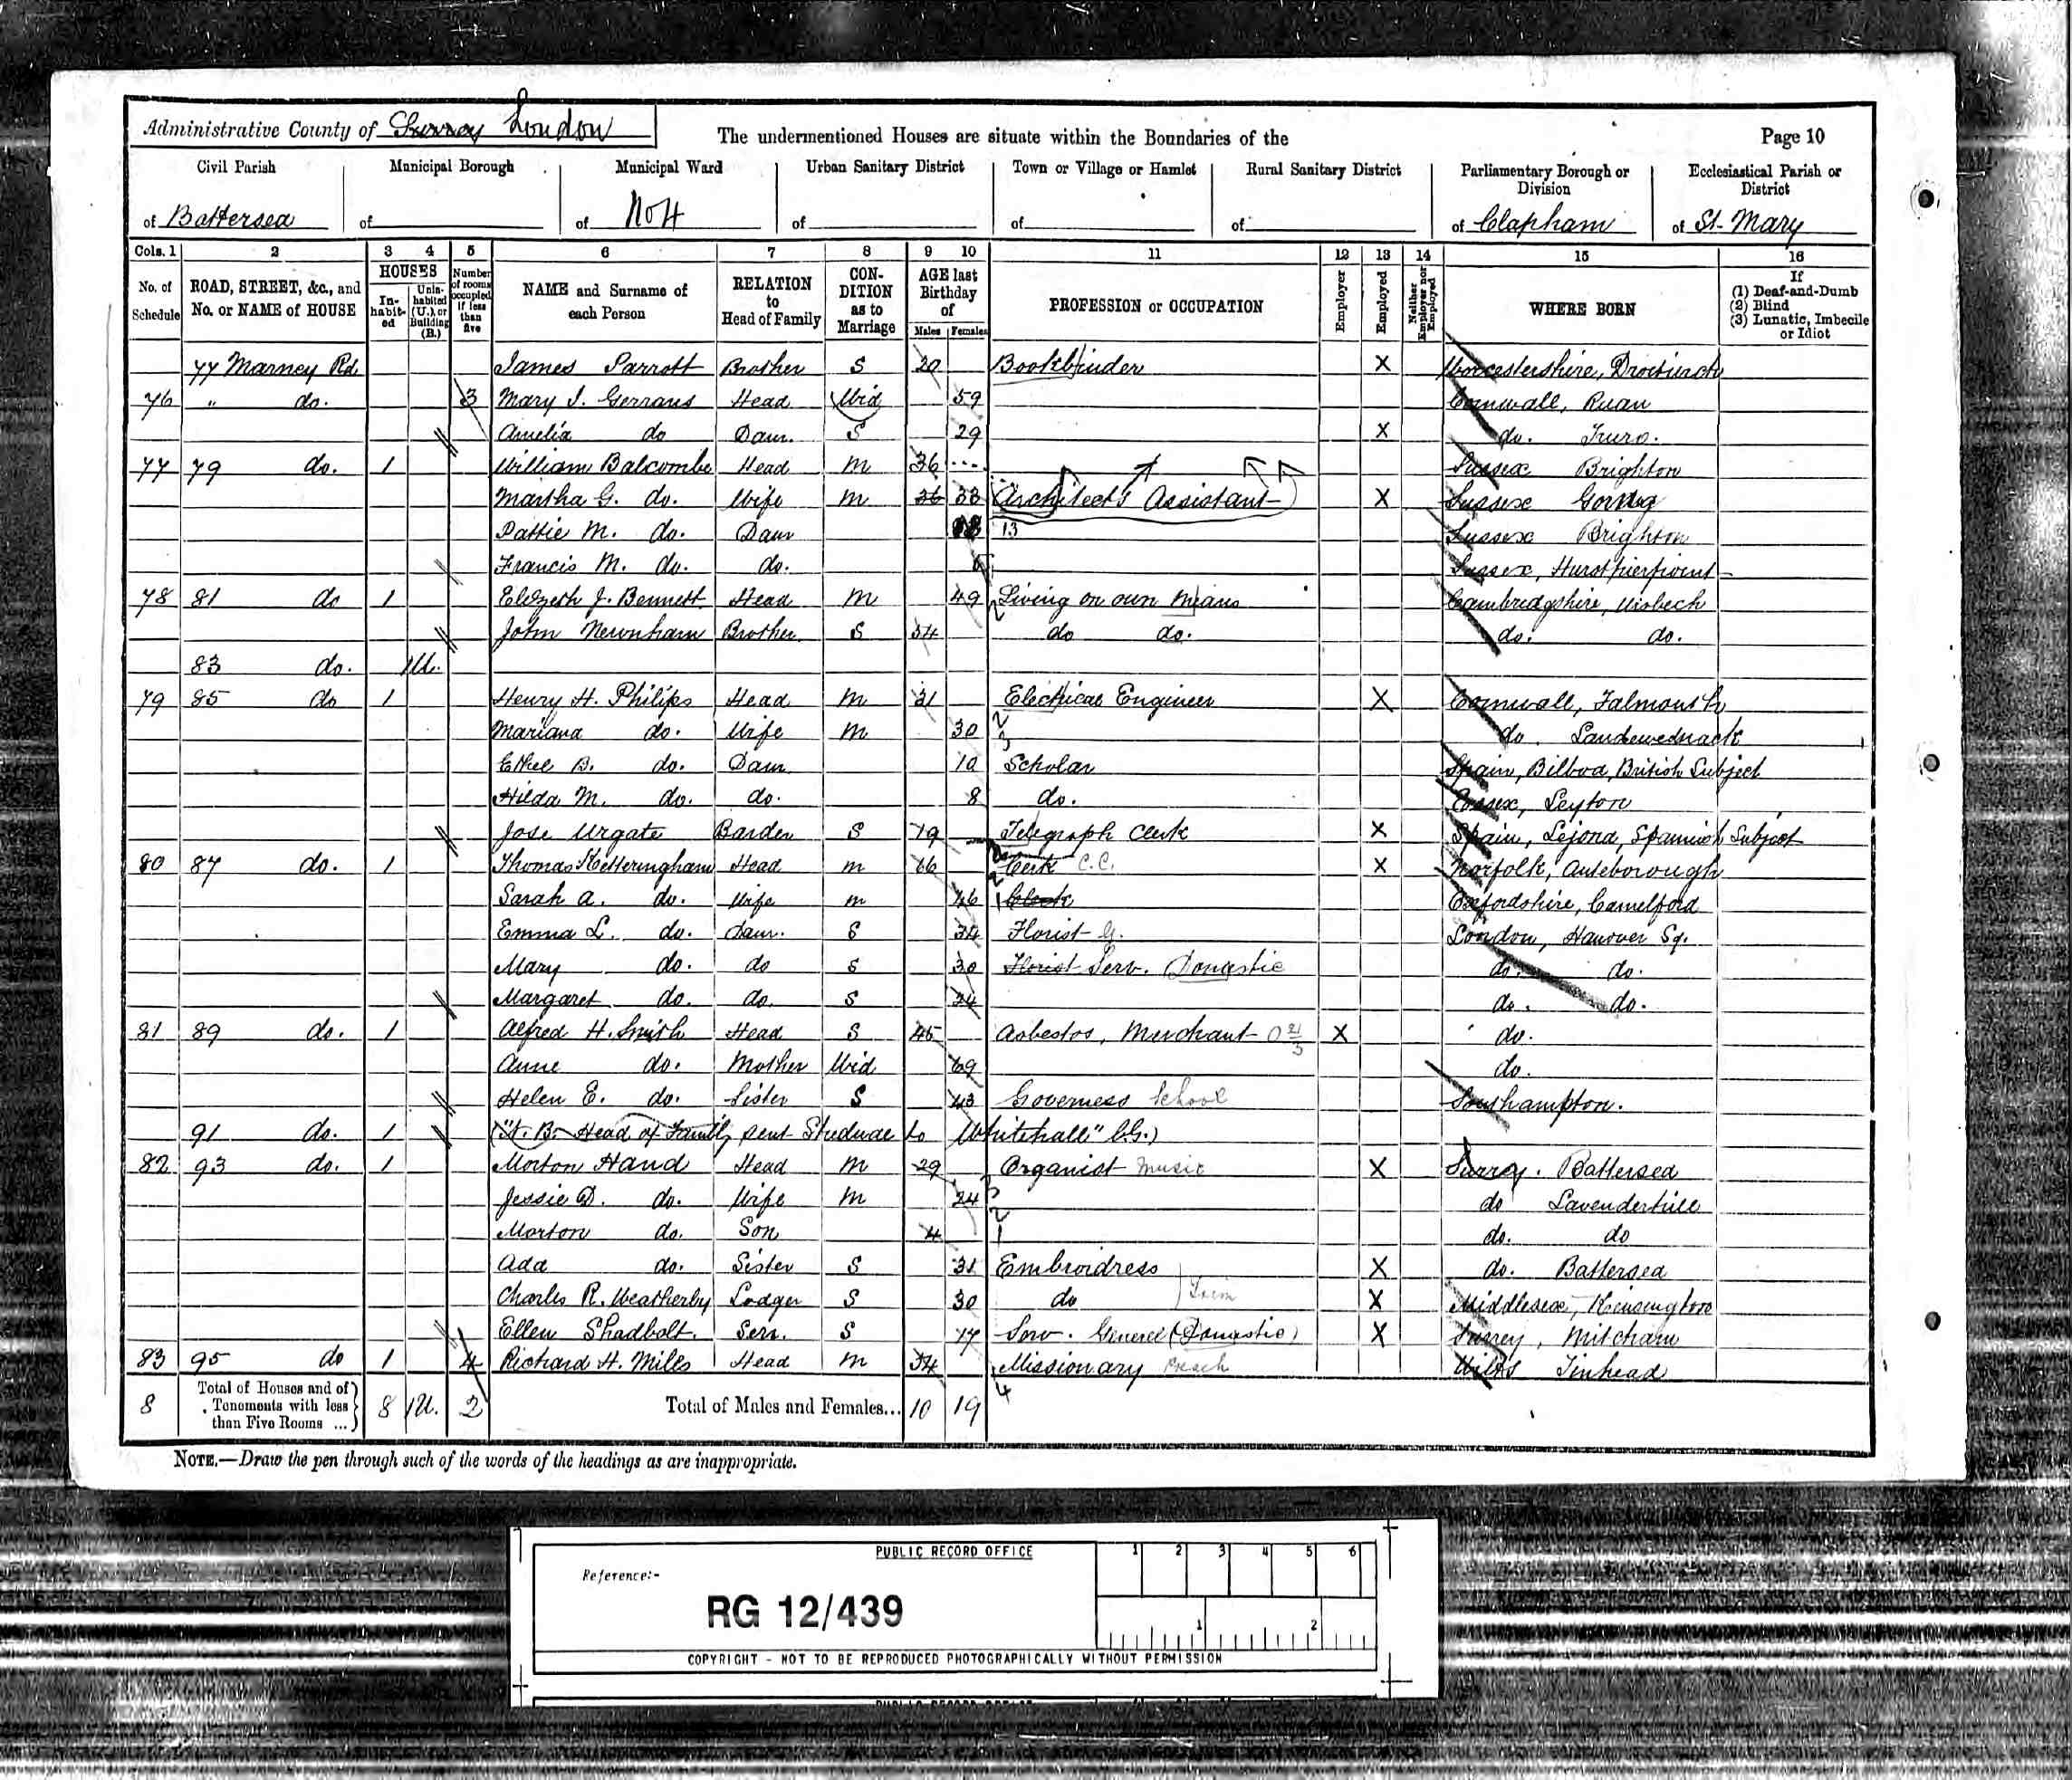 Administrative County of Surrey London
The undermentioned Houses are situate within the Boundaries of the
Page 10
Civil Parish
of Battersea
Municipal Borough
of
Municipal Ward
of No 4
Urban Sanitary District
of
Town or Village or Hamlet
of
Rural Sanitary District
of
Parliamentary Borough or Division
of Clapham
Ecclesiastical Parish or District
of St. Mary
Cols. 1 2 3 4 5 6 7 8 9 10 11 12 13 14 15 16
No. of Schedule
ROAD, STREET, &c., and No. or NAME of HOUSE
HOUSES
In-habit-ed
Unin-habited (U.), or Building (B.)
Number of rooms occupied if less than five
NAME and Surname of each Person
RELATION to Head of Family
CON-DITION as to Marriage
AGE last Birthday of
Males Females
PROFESSION or OCCUPATION
Employer
Employed
Neither Employer nor Employed
WHERE BORN
If
(1) Deaf-and-Dumb
(2) Blind
(3) Lunatic, Imbecile or Idiot
77 Marney Rd James Parrott Brother S 20 Bookbinder X Worcestershire, Droitwich
76 " do. 3 Mary J. Gerrans Head Wid 59 Cornwall, Ruan
Amelia do Daur. S 29 X do. Truro.
77 79 do. 1 William Balcombe Head M 36 Sussex Brighton
Martha G. do. Wife M 36 33 Architect's Assistant X Sussex
Pattie M. do. Daur 13 Sussex Brighton
Francis M. do. do. Sussex, Hurstpierpoint
78 81 do 1 Elizbeth J. Bennett Head M 49 Living on own Means Cambridgshire, Wisbech
John Newnham Brother S 54 do do. do. do.
83 do. 1 U.
79 85 do 1 Henry H. Philips Head M 31 Electrical Engineer X Cornwall, Falmouth
Mariana do. Wife M 30 do. Landewednack
Ethel B. do. Daur 10 Scholar Spain, Bilboa, British Subject
Hilda M. do. do. 8 do. Essex, Leyton
Jose Urgate Barder S 19 Telegraph Clerk X Spain, Lejona, Spanish Subject
80 87 do. 1 Thomas Ketteringham Head M 66 Clerk C.C. X Norfolk,
Sarah A. do. Wife M Clerk Oxfordshire, Camelford
Emma L. do. Daur. S 34 Florist G. London, Hanover Sq.
Mary do. do S 30 Florist Serv. Domestic do. do.
Margaret do. do. S 24 do. do.
81 89 do. 1 Alfred H. Smith Head S 45 Asbestos, Merchant X do.
Anne do. Mother Wid 69 do.
Helen E. do. Sister S 43 Governess School Southampton.
91 do. 1 ("N.B. Head of Family sent Shedual to Whitehall" C.G.)
82 93 do. 1 Morton Hand Head M 29 Organist music X Surrey. Battersea
Jessie D. do. Wife M 24 do Lavenderhill
Morton do. Son 4 do. do
Ada do. Sister S 31 Embroidress X do. Battersea
Charles R. Weatherby Lodger S 30 do X Middlesex, Kensington
Ellen Shadbolt. Serv. S 17 Serv. General (Domestic) X Surrey, Mitcham
83 95 do 1 4 Richard H. Mills Head M 34 Missionary X Wilts Tinhead
8 Total of Houses and of Tenements with less than Five Rooms ... 8 1U. 2 Total of Males and Females... 10 19
NOTE.—Draw the pen through such of the words of the headings as are inappropriate.
PUBLIC RECORD OFFICE
1 2 3 4 5 6
Reference:-
RG 12/439
1 2
COPYRIGHT - NOT TO BE REPRODUCED PHOTOGRAPHICALLY WITHOUT PERMISSION